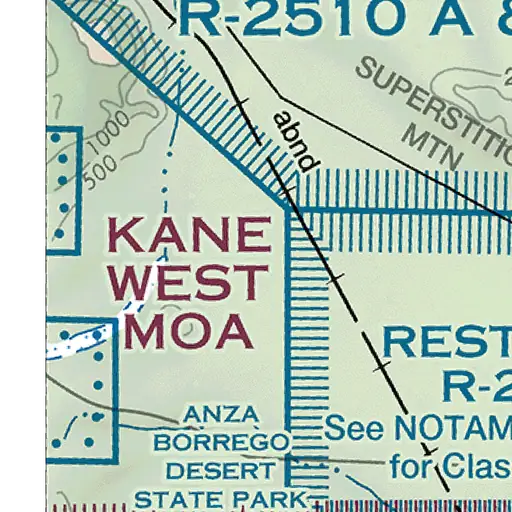 R-2510 A &
SUPERSTITIO
MTN
abnd
1000
500
KANE
WEST
MOA
REST
R-2
See NOTAM
for Clas
ANZA
BORREGO
DESERT
STATE PARK